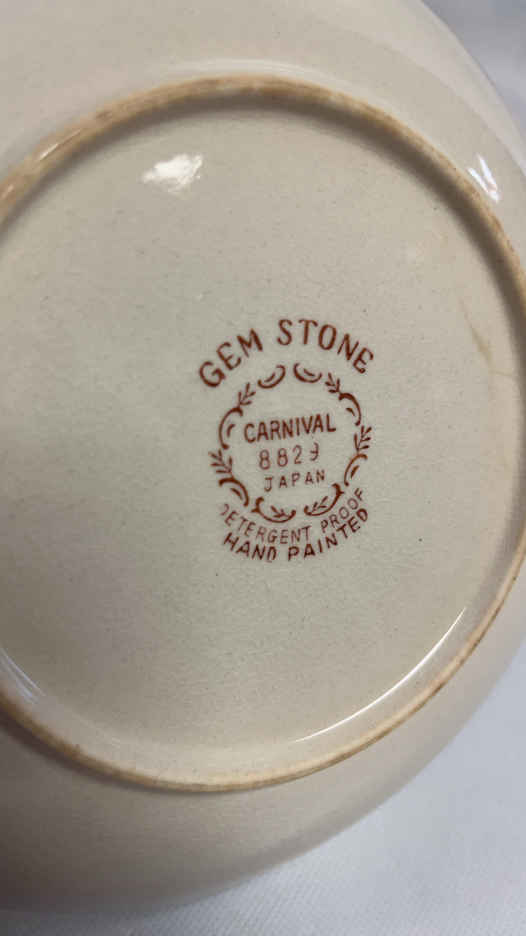 GEM STONE
CARNIVAL
8829
JAPAN
DETERGENT PROOF
HAND PAINTED